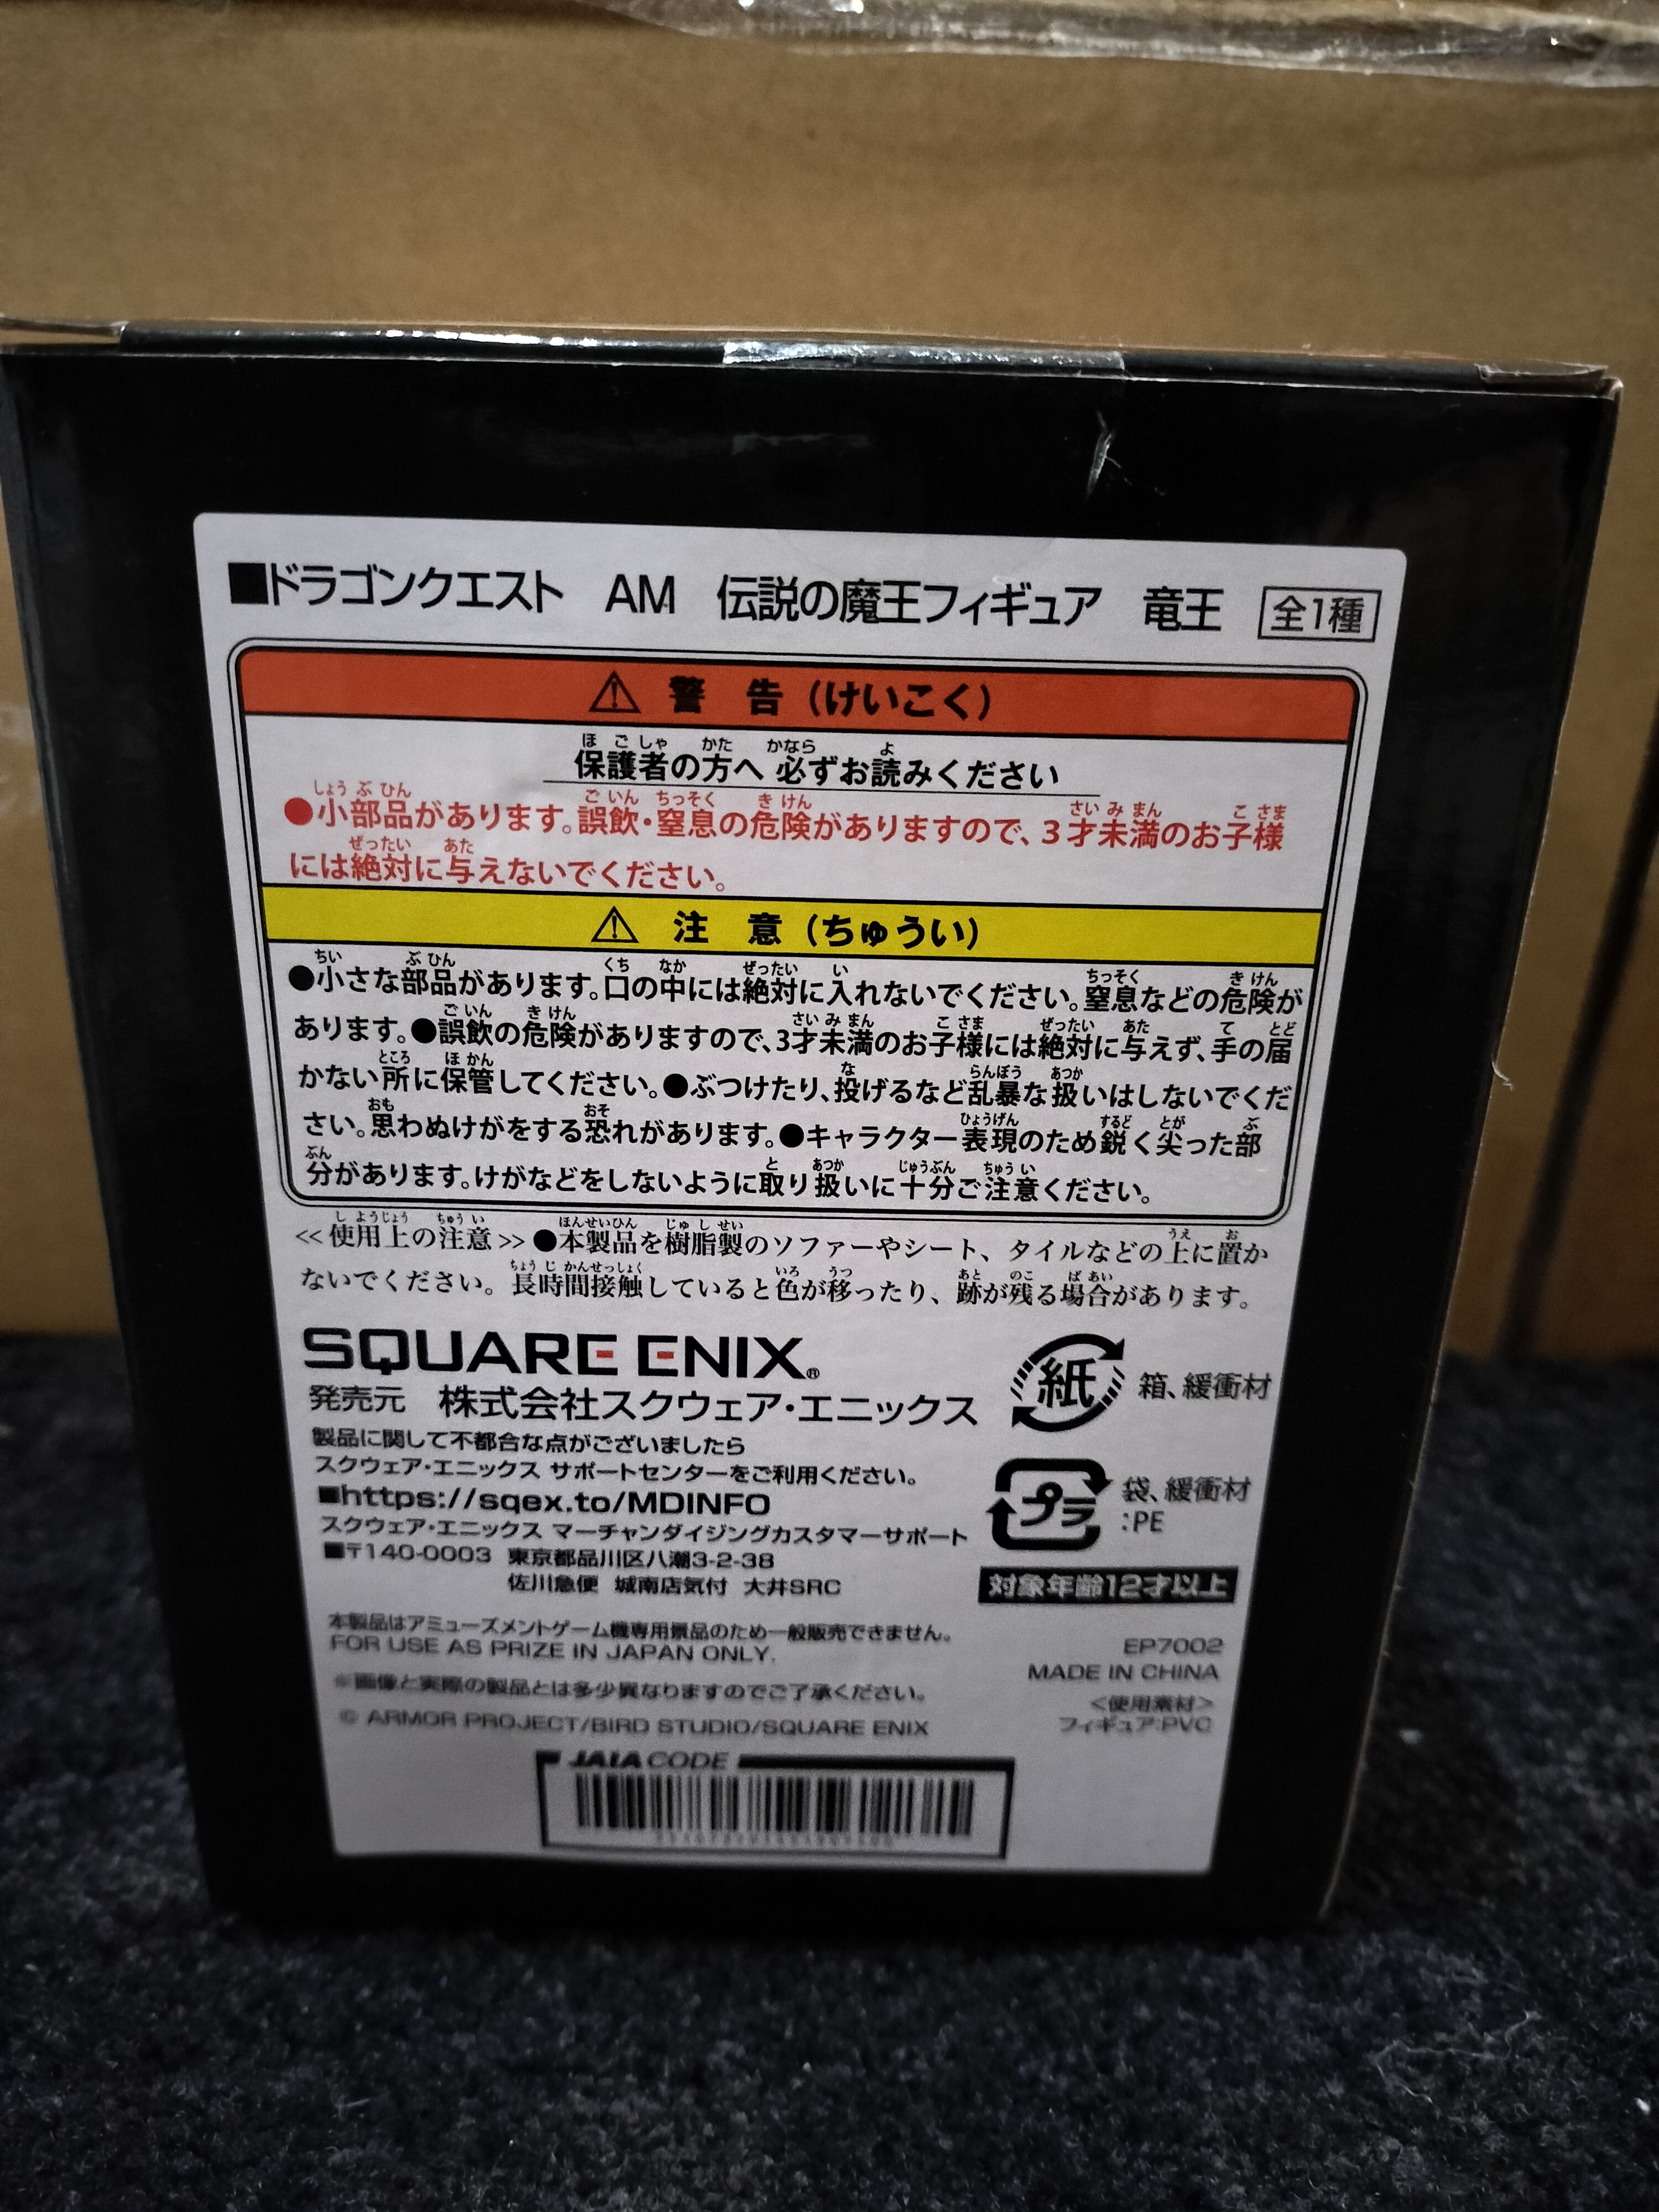 ■ドラゴンクエスト　AM　伝説の魔王フィギュア　竜王　全1種
⚠ 警　告（けいこく）
保護者の方へ 必ずお読みください
●小部品があります。誤飲・窒息の危険がありますので、3才未満のお子様
には絶対に与えないでください。
⚠ 注　意（ちゅうい）
●小さな部品があります。口の中には絶対に入れないでください。窒息などの危険が
あります。●誤飲の危険がありますので、3才未満のお子様には絶対に与えず、手の届
かない所に保管してください。●ぶつけたり、投げるなど乱暴な扱いはしないでくだ
さい。思わぬけがをする恐れがあります。●キャラクター表現のため鋭く尖った部
分があります。けがなどをしないように取り扱いに十分ご注意ください。
≪使用上の注意≫●本製品を樹脂製のソファーやシート、タイルなどの上に置か
ないでください。長時間接触していると色が移ったり、跡が残る場合があります。
SQUARE ENIX®
発売元　株式会社スクウェア・エニックス
製品に関して不都合な点がございましたら
スクウェア・エニックス サポートセンターをご利用ください。
■https://sqex.to/MDINFO
スクウェア・エニックス マーチャンダイジングカスタマーサポート
■〒140-0003 東京都品川区八潮3-2-38
佐川急便 城南店気付 大井SRC
紙 箱、緩衝材
プラ 袋、緩衝材
:PE
対象年齢12才以上
本製品はアミューズメントゲーム機専用景品のため一般販売できません。
FOR USE AS PRIZE IN JAPAN ONLY.
※画像と実際の製品とは多少異なりますのでご了承ください。
© ARMOR PROJECT/BIRD STUDIO/SQUARE ENIX
EP7002
MADE IN CHINA
＜使用素材＞
フィギュア:PVC
JAIA CODE